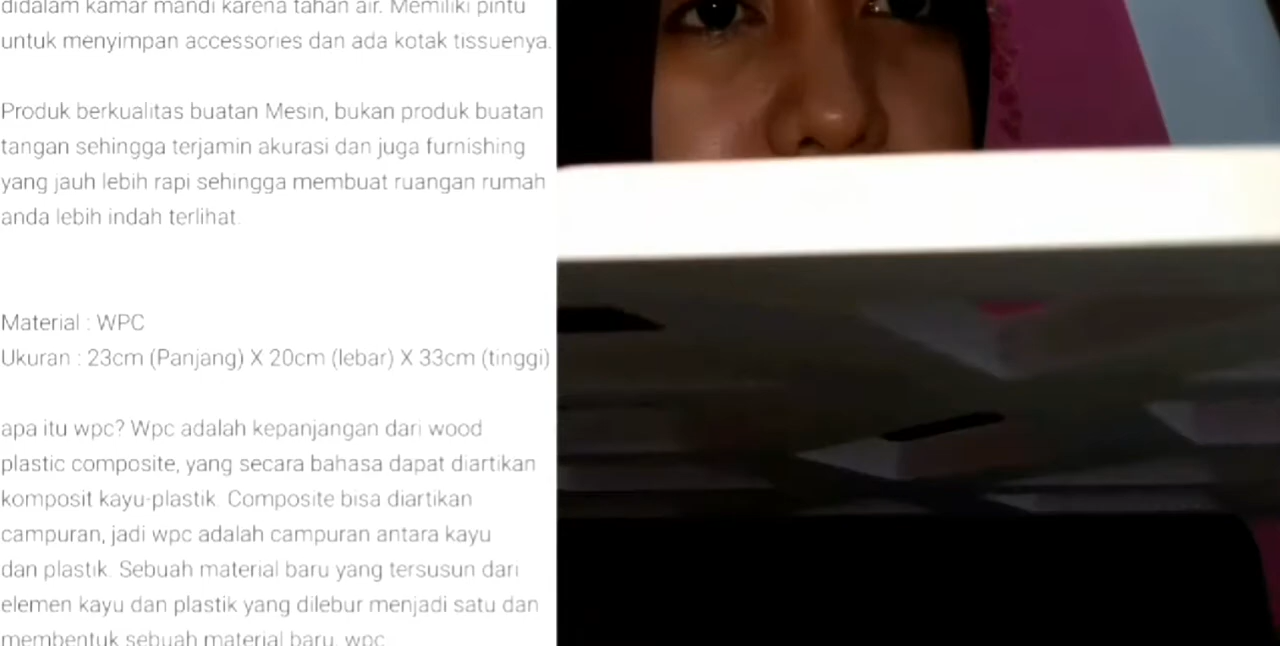 didalam kamar mandi karena tahan air. Memiliki pintu
untuk menyimpan accessories dan ada kotak tissuenya.
Produk berkualitas buatan Mesin, bukan produk buatan
tangan sehingga terjamin akurasi dan juga furnishing
yang jauh lebih rapi sehingga membuat ruangan rumah
anda lebih indah terlihat.
Material : WPC
Ukuran : 23cm (Panjang) X 20cm (lebar) X 33cm (tinggi)
apa itu wpc? Wpc adalah kepanjangan dari wood
plastic composite, yang secara bahasa dapat diartikan
komposit kayu-plastik. Composite bisa diartikan
campuran, jadi wpc adalah campuran antara kayu
dan plastik. Sebuah material baru yang tersusun dari
elemen kayu dan plastik yang dilebur menjadi satu dan
membentuk sebuah material baru, wpc